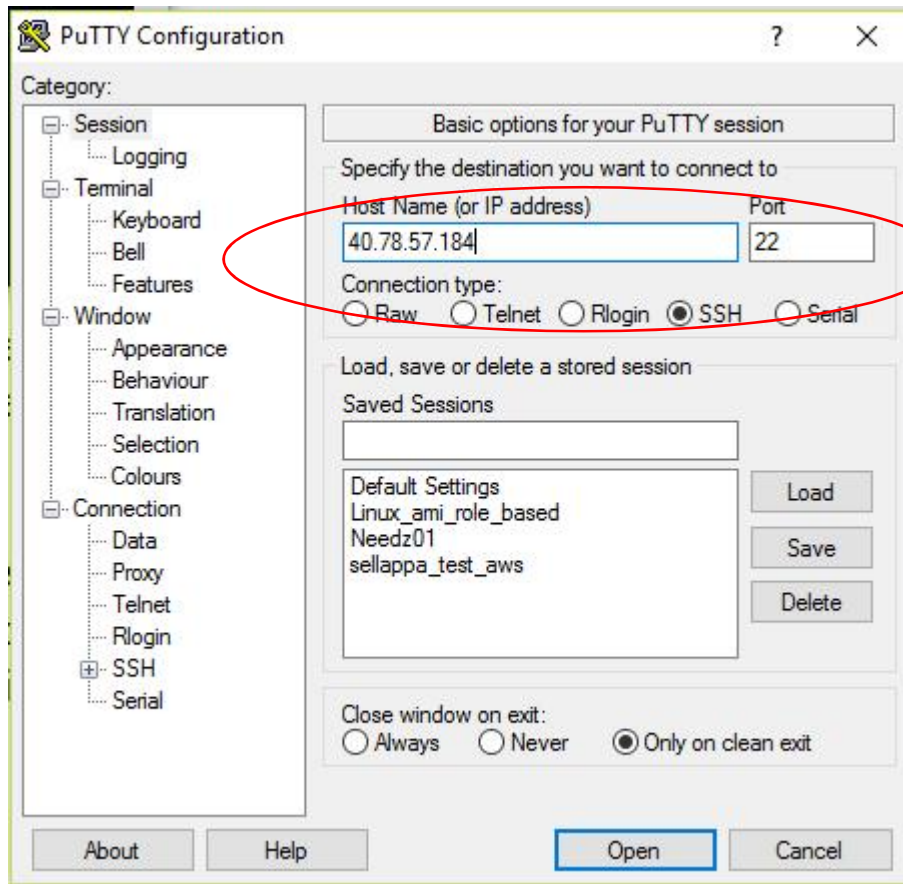 PuTTY Configuration
?
Category:
Session
Logging
Terminal
Keyboard
Bell
Features
Window
Appearance
Behaviour
Translation
Selection
Colours
Connection
Data
Proxy
Telnet
Rlogin
SSH
Serial
Basic options for your PuTTY session
Specify the destination you want to connect to
Host Name (or IP address) Port
40.78.57.184 22
Connection type:
Raw Telnet Rlogin SSH Serial
Load, save or delete a stored session
Saved Sessions
Default Settings
Linux_ami_role_based
Needz01
sellappa_test_aws
Load
Save
Delete
Close window on exit:
Always Never Only on clean exit
About Help Open Cancel